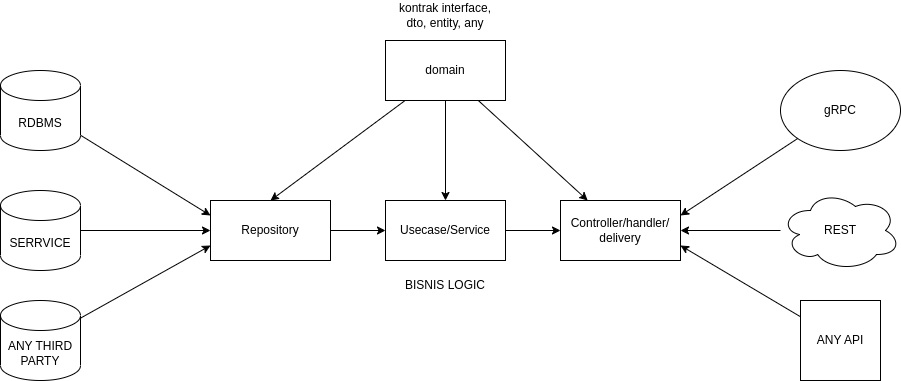 kontrak interface,
dto, entity, any
domain
RDBMS
gRPC
SERRVICE
Repository
Usecase/Service
Controller/handler/
delivery
REST
BISNIS LOGIC
ANY THIRD
PARTY
ANY API